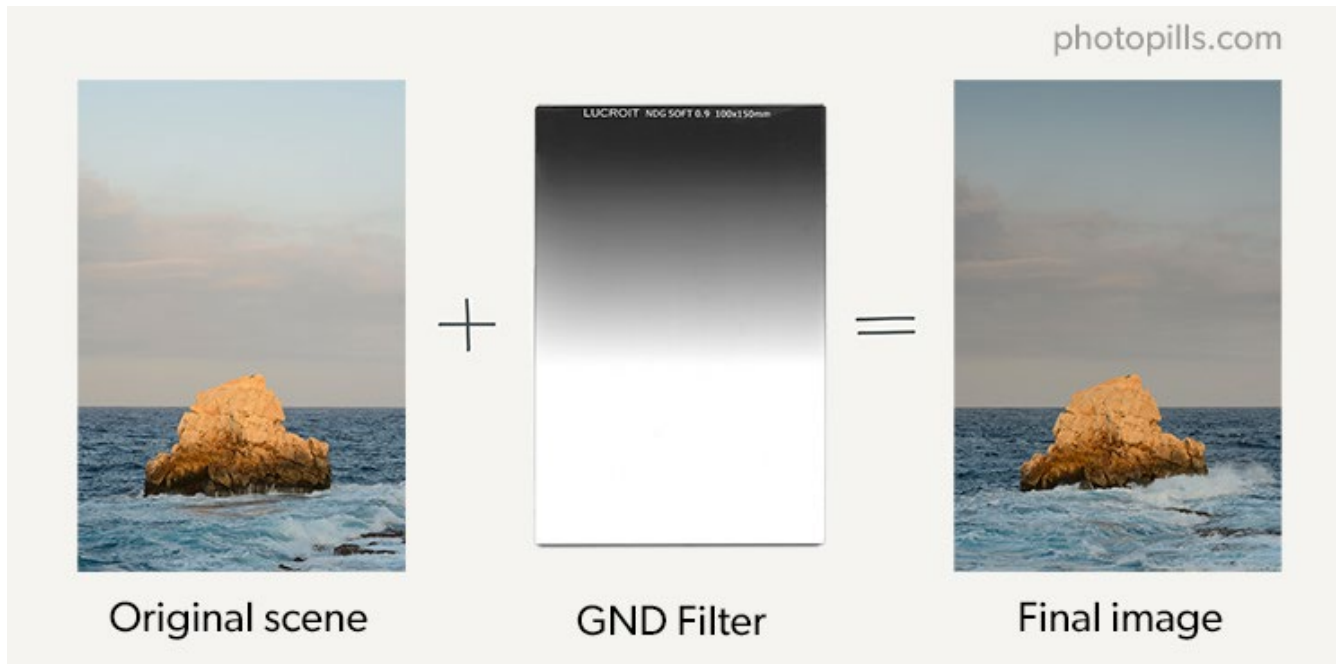 photopills.com
LUCROIT NDG SOFT 0.9 100x150mm
+
=
Original scene
GND Filter
Final image